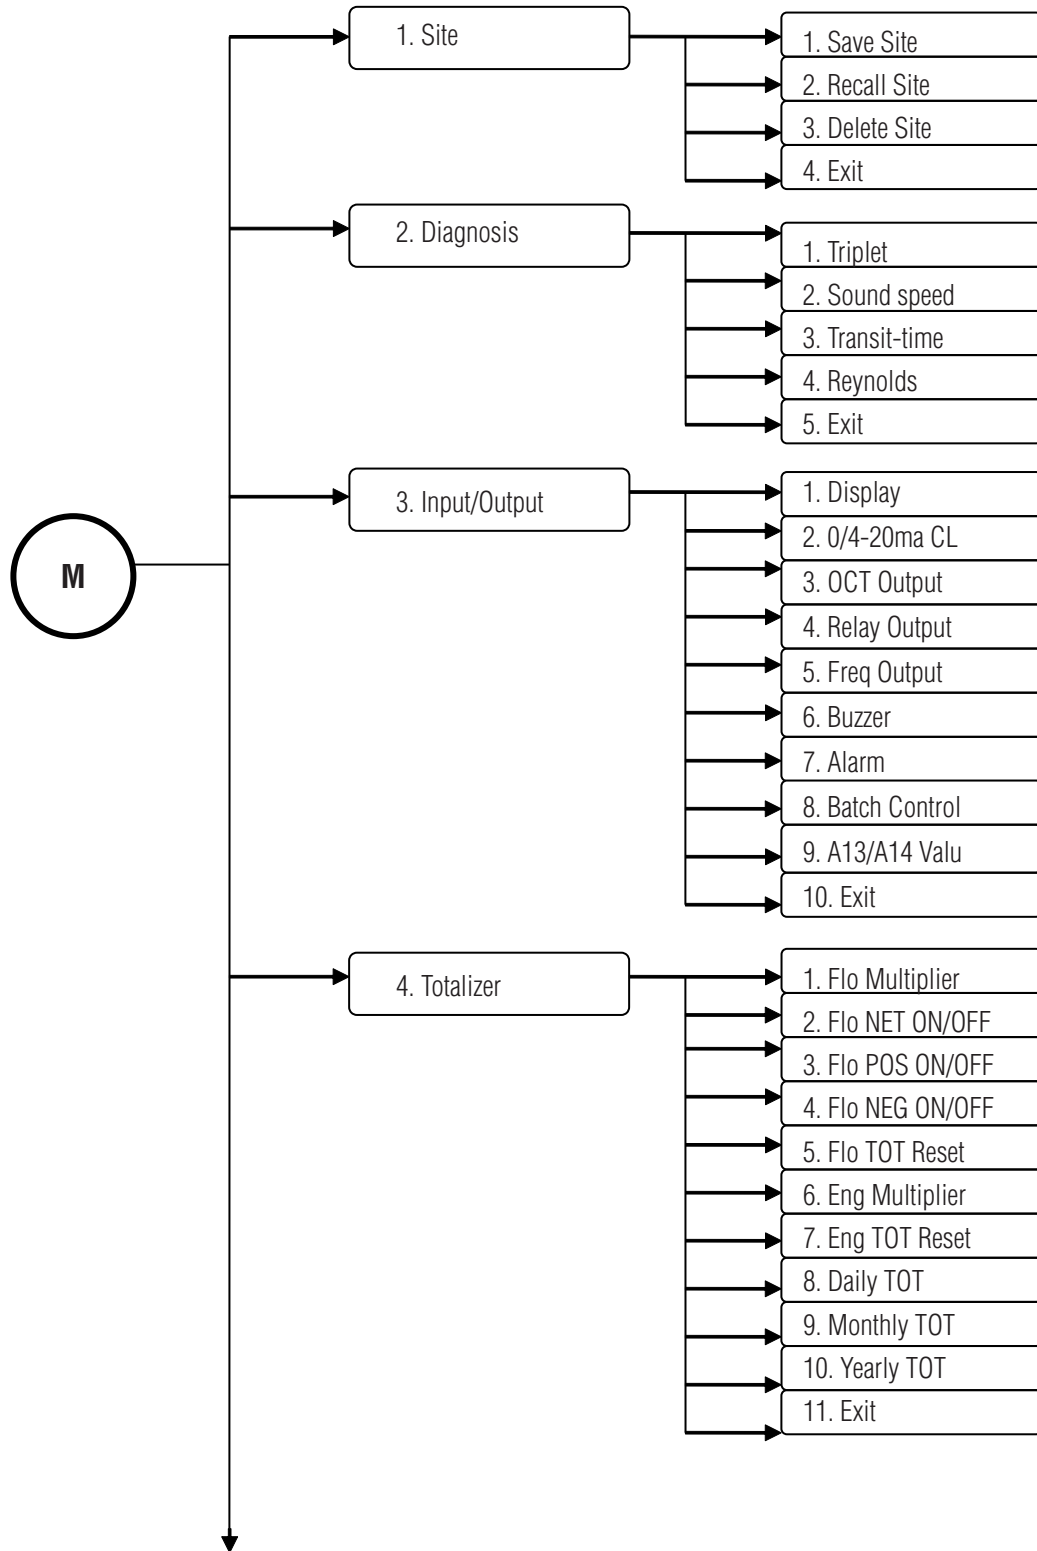 M
1. Site
1. Save Site
2. Recall Site
3. Delete Site
4. Exit
2. Diagnosis
1. Triplet
2. Sound speed
3. Transit-time
4. Reynolds
5. Exit
3. Input/Output
1. Display
2. 0/4-20ma CL
3. OCT Output
4. Relay Output
5. Freq Output
6. Buzzer
7. Alarm
8. Batch Control
9. A13/A14 Valu
10. Exit
4. Totalizer
1. Flo Multiplier
2. Flo NET ON/OFF
3. Flo POS ON/OFF
4. Flo NEG ON/OFF
5. Flo TOT Reset
6. Eng Multiplier
7. Eng TOT Reset
8. Daily TOT
9. Monthly TOT
10. Yearly TOT
11. Exit